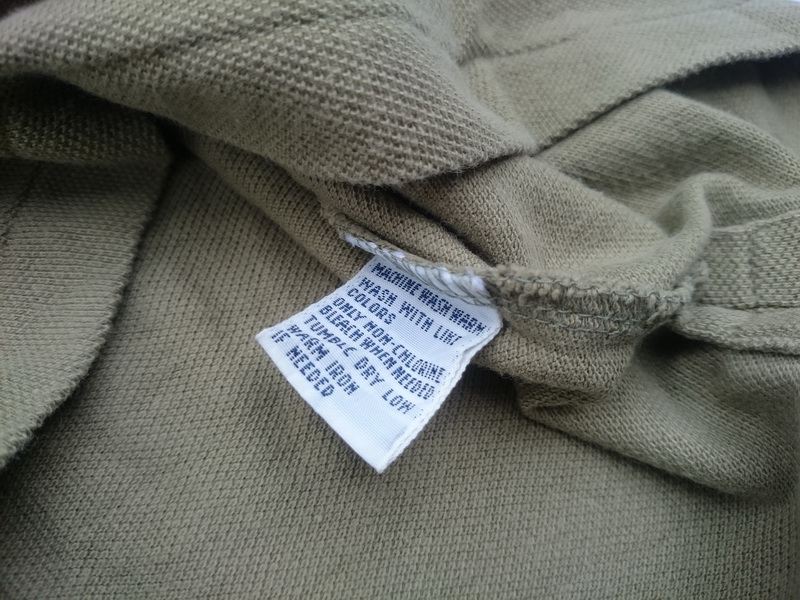 MACHINE WASH WARM
WASH WITH LIKE
COLORS
ONLY NON-CHLORINE
BLEACH WHEN NEEDED
TUMBLE DRY LOW
WARM IRON
IF NEEDED